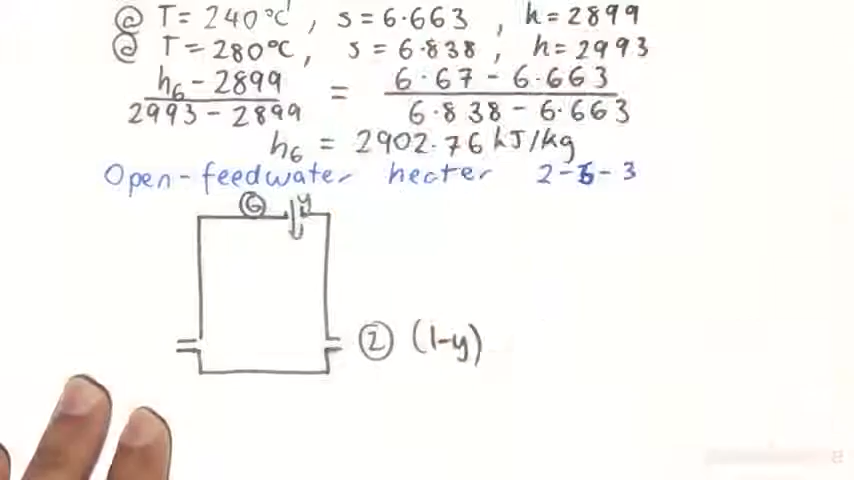 @ T = 240°C , s = 6.663 , h = 2899
@ T = 280°C , s = 6.838 , h = 2993
h6 - 2899 / 2993 - 2899 = 6.67 - 6.663 / 6.838 - 6.663
h6 = 2902.76 kJ/kg
Open-feedwater heater 2-6-3
6 y
2 (1-y)